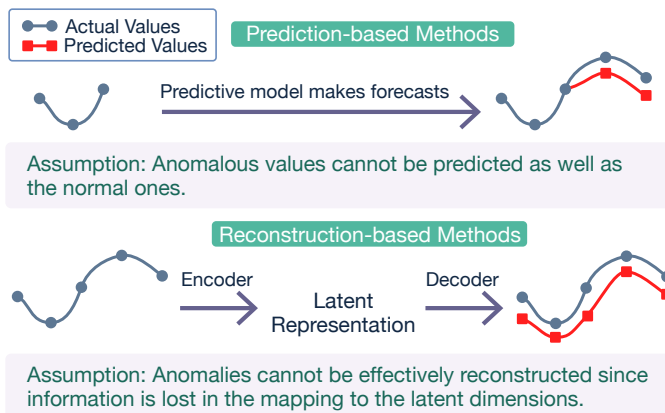 Actual Values
Predicted Values
Prediction-based Methods
Predictive model makes forecasts
Assumption: Anomalous values cannot be predicted as well as
the normal ones.
Reconstruction-based Methods
Encoder
Latent
Representation
Decoder
Assumption: Anomalies cannot be effectively reconstructed since
information is lost in the mapping to the latent dimensions.